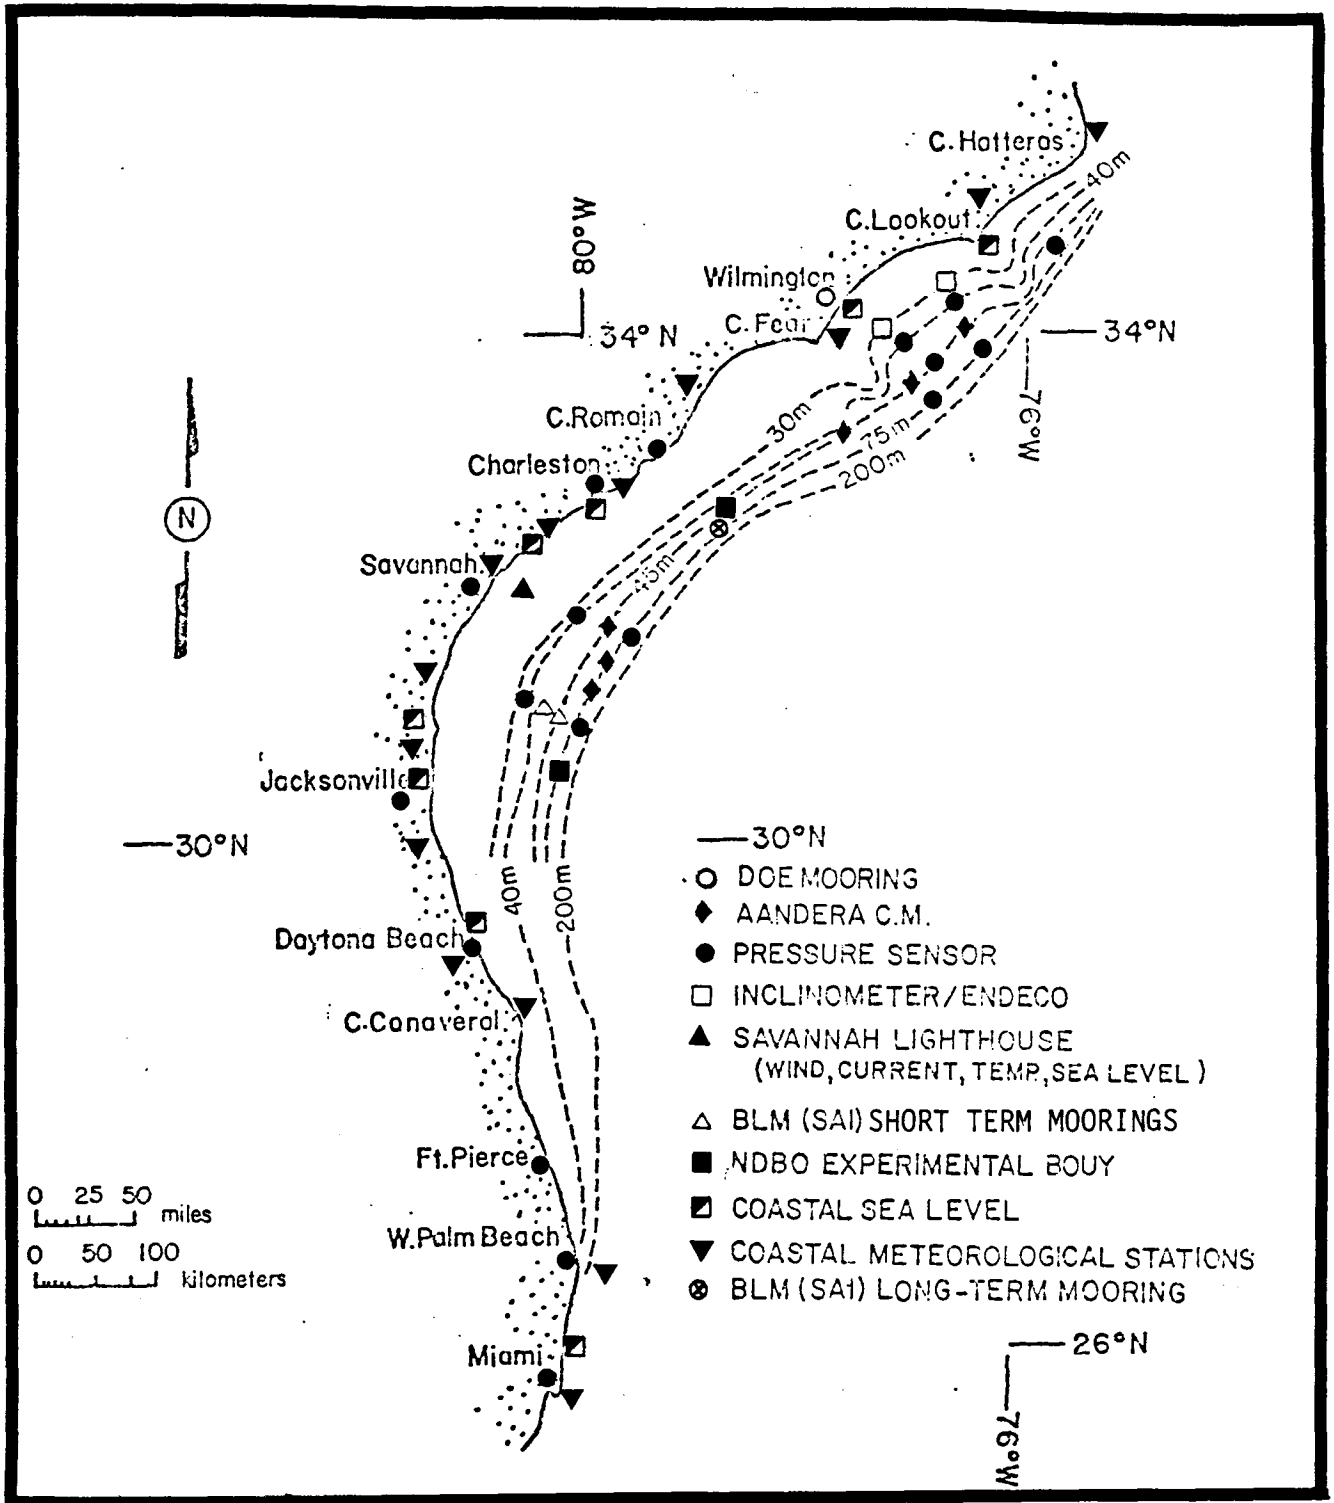 C. Hatteras
40m
C. Lookout
80°W
Wilmington
C. Fear
34° N
34°N
76°W
C. Romain
30m
75m
200m
Charleston
N
Savannah
45m
Jacksonville
30°N
30°N
40m
200m
Daytona Beach
C. Canaveral
DOE MOORING
AANDERA C.M.
PRESSURE SENSOR
INCLINOMETER/ENDECO
SAVANNAH LIGHTHOUSE
(WIND, CURRENT, TEMP, SEA LEVEL)
BLM (SAI) SHORT TERM MOORINGS
NDBO EXPERIMENTAL BOUY
COASTAL SEA LEVEL
COASTAL METEOROLOGICAL STATIONS
BLM (SAI) LONG-TERM MOORING
Ft. Pierce
0 25 50 miles
0 50 100 kilometers
W. Palm Beach
Miami
26°N
76°W